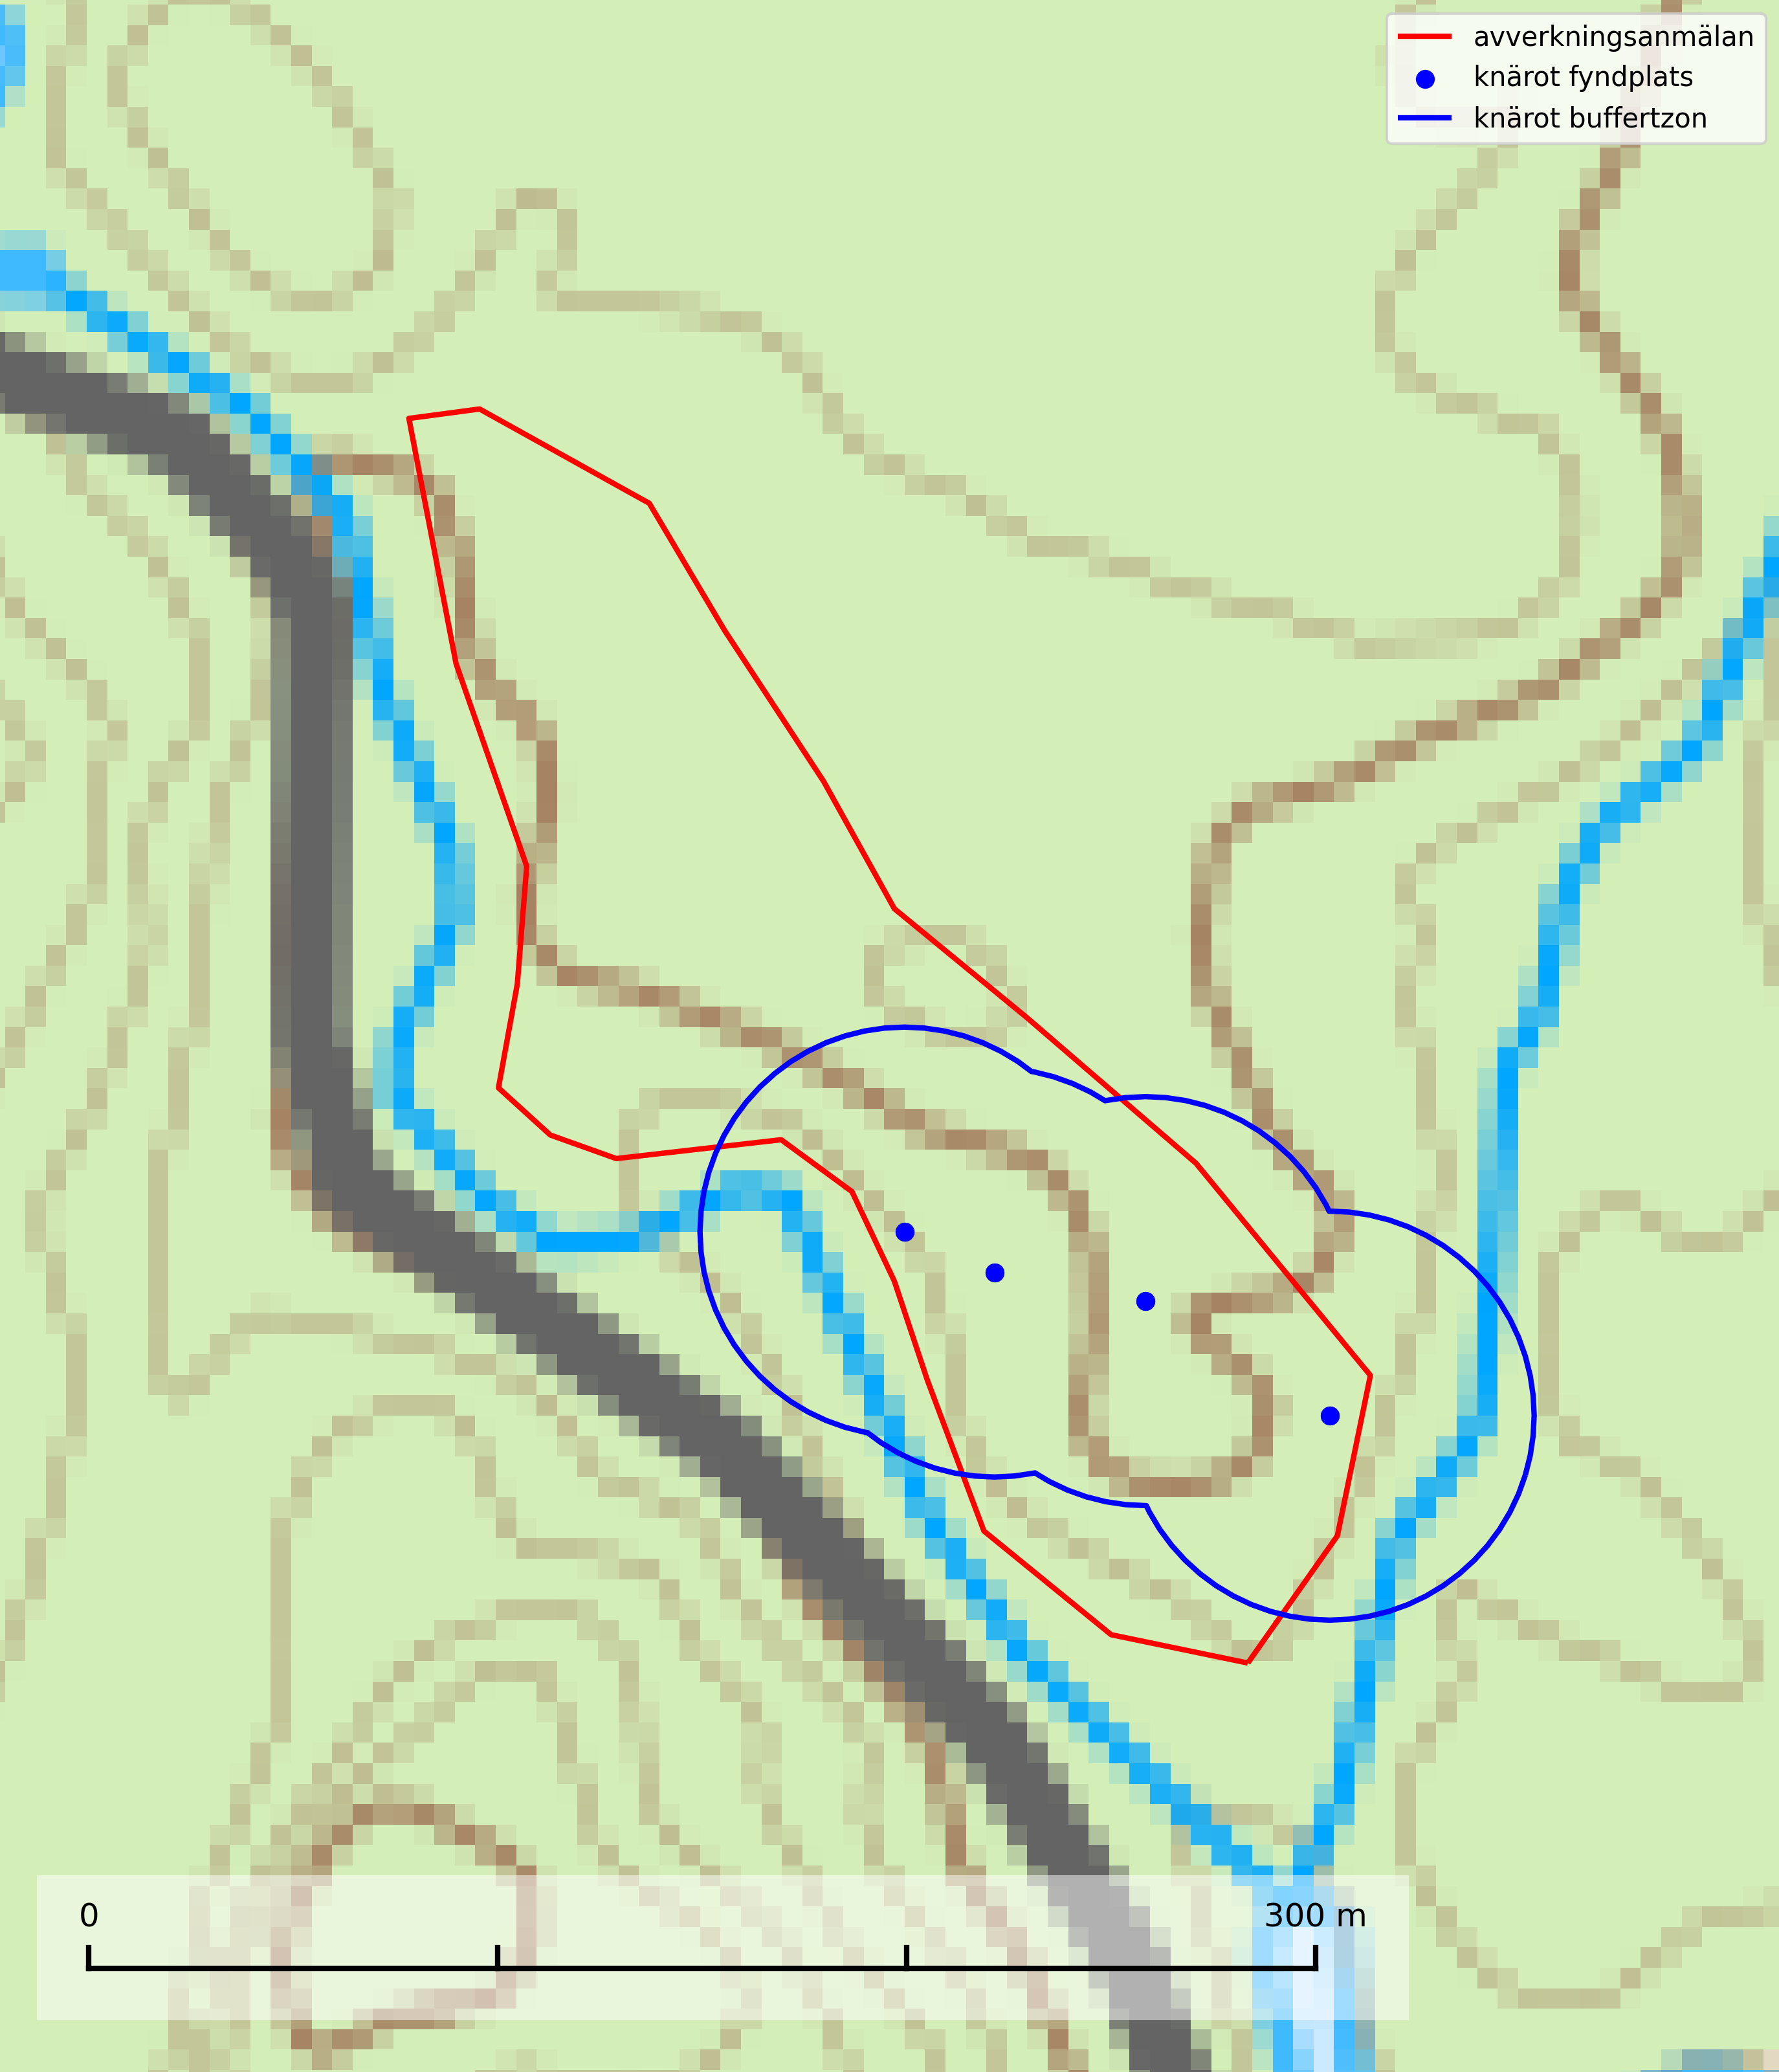 avverkningsanmälan
knärot fyndplats
knärot buffertzon
0
300 m